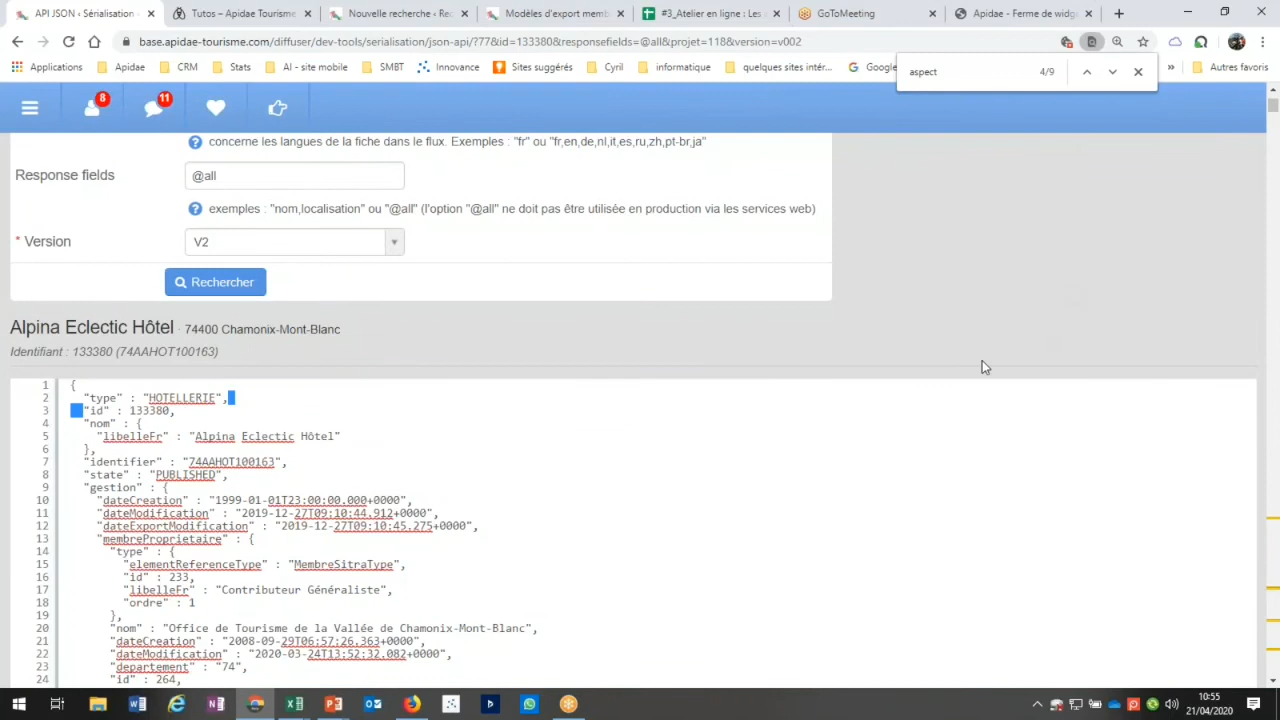 API JSON ‹ Sérialisation -
Tutos – Apidae Tourisme
Nouvelle recherche ‹ Rec
Modèles d'export memb
#3_Atelier en ligne : Les
GoToMeeting
Apidae - Ferme de widge
base.apidae-tourisme.com/diffuser/dev-tools/serialisation/json-api/?77&id=133380&responsefields=@all&projet=118&version=v002
aspect
4/9
Applications
Apidae
CRM
Stats
AI - site mobile
SMBT
Innovance
Sites suggérés
Cyril
informatique
quelques sites intér...
Google
»
Autres favoris
8
11
concerne les langues de la fiche dans le flux. Exemples : "fr" ou "fr,en,de,nl,it,es,ru,zh,pt-br,ja"
Response fields
@all
exemples : "nom,localisation" ou "@all" (l'option "@all" ne doit pas être utilisée en production via les services web)
* Version
V2
Rechercher
Alpina Eclectic Hôtel · 74400 Chamonix-Mont-Blanc
Identifiant : 133380 (74AAHOT100163)
1 {
2 "type" : "HOTELLERIE",
3 "id" : 133380,
4 "nom" : {
5 "libelleFr" : "Alpina Eclectic Hôtel"
6 },
7 "identifier" : "74AAHOT100163",
8 "state" : "PUBLISHED",
9 "gestion" : {
10 "dateCreation" : "1999-01-01T23:00:00.000+0000",
11 "dateModification" : "2019-12-27T09:10:44.912+0000",
12 "dateExportModification" : "2019-12-27T09:10:45.275+0000",
13 "membreProprietaire" : {
14 "type" : {
15 "elementReferenceType" : "MembreSitraType",
16 "id" : 233,
17 "libelleFr" : "Contributeur Généraliste",
18 "ordre" : 1
19 },
20 "nom" : "Office de Tourisme de la Vallée de Chamonix-Mont-Blanc",
21 "dateCreation" : "2008-09-29T06:57:26.363+0000",
22 "dateModification" : "2020-03-24T13:52:32.082+0000",
23 "departement" : "74",
24 "id" : 264,
10:55
21/04/2020